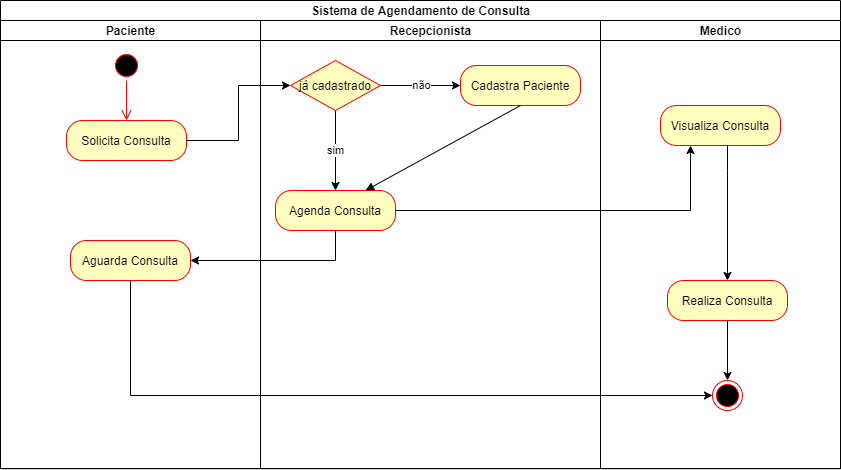 Sistema de Agendamento de Consulta
Paciente
Recepcionista
Medico
Solicita Consulta
já cadastrado
não
Cadastra Paciente
Visualiza Consulta
sim
Agenda Consulta
Aguarda Consulta
Realiza Consulta